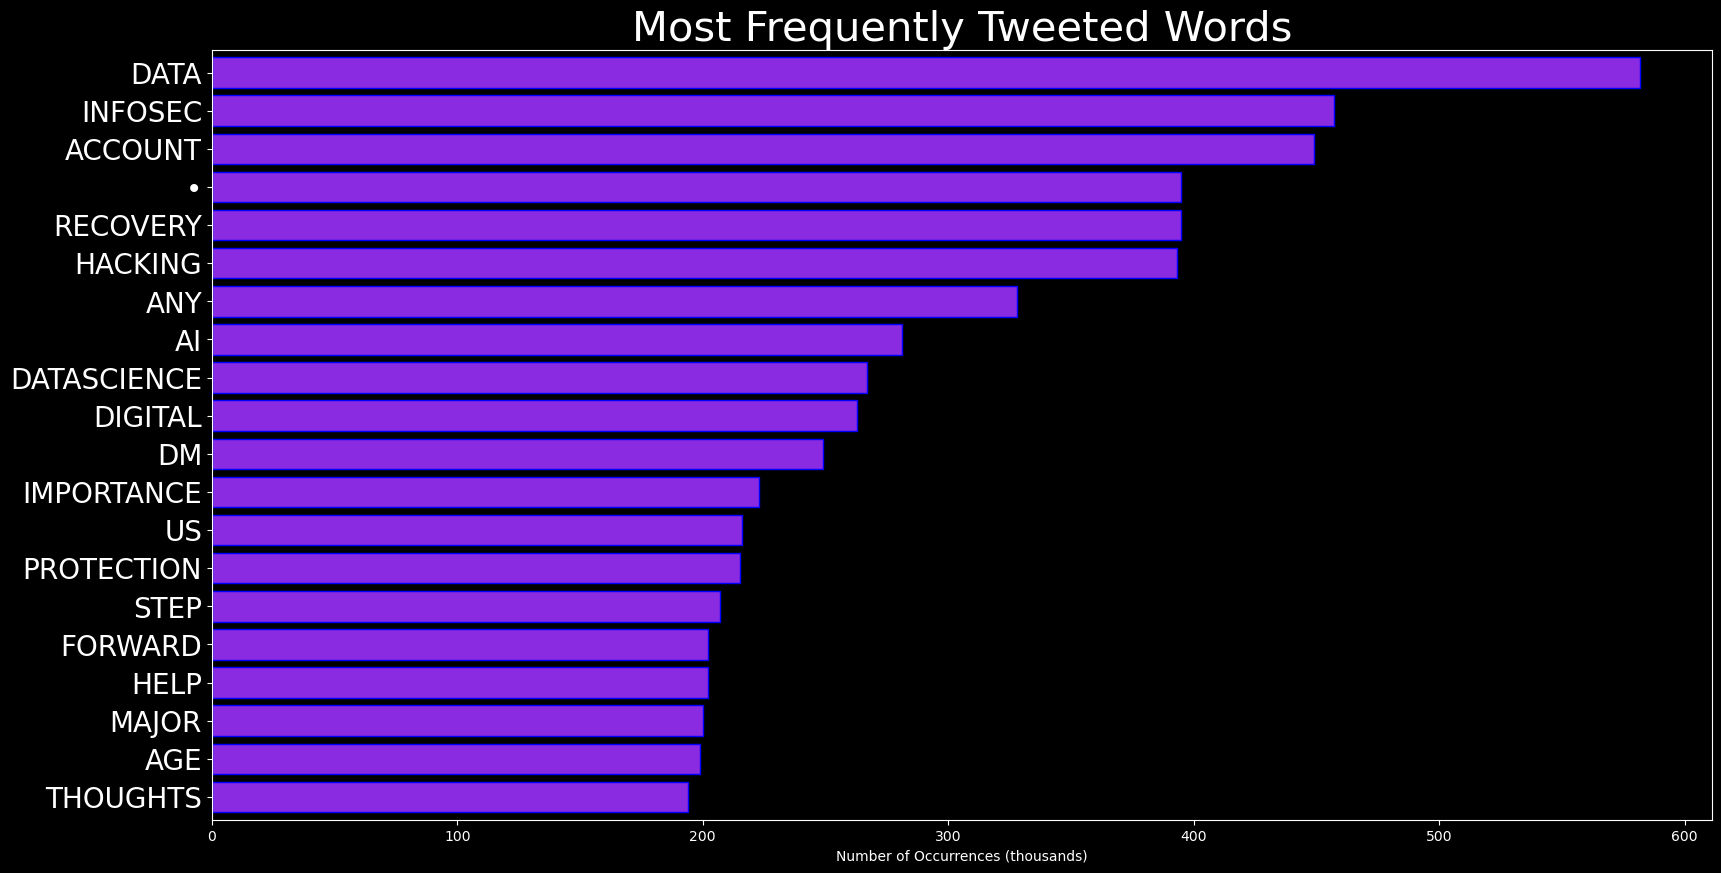 Most Frequently Tweeted Words
DATA
INFOSEC
ACCOUNT
•
RECOVERY
HACKING
ANY
AI
DATASCIENCE
DIGITAL
DM
IMPORTANCE
US
PROTECTION
STEP
FORWARD
HELP
MAJOR
AGE
THOUGHTS
0 100 200 300 400 500 600
Number of Occurrences (thousands)